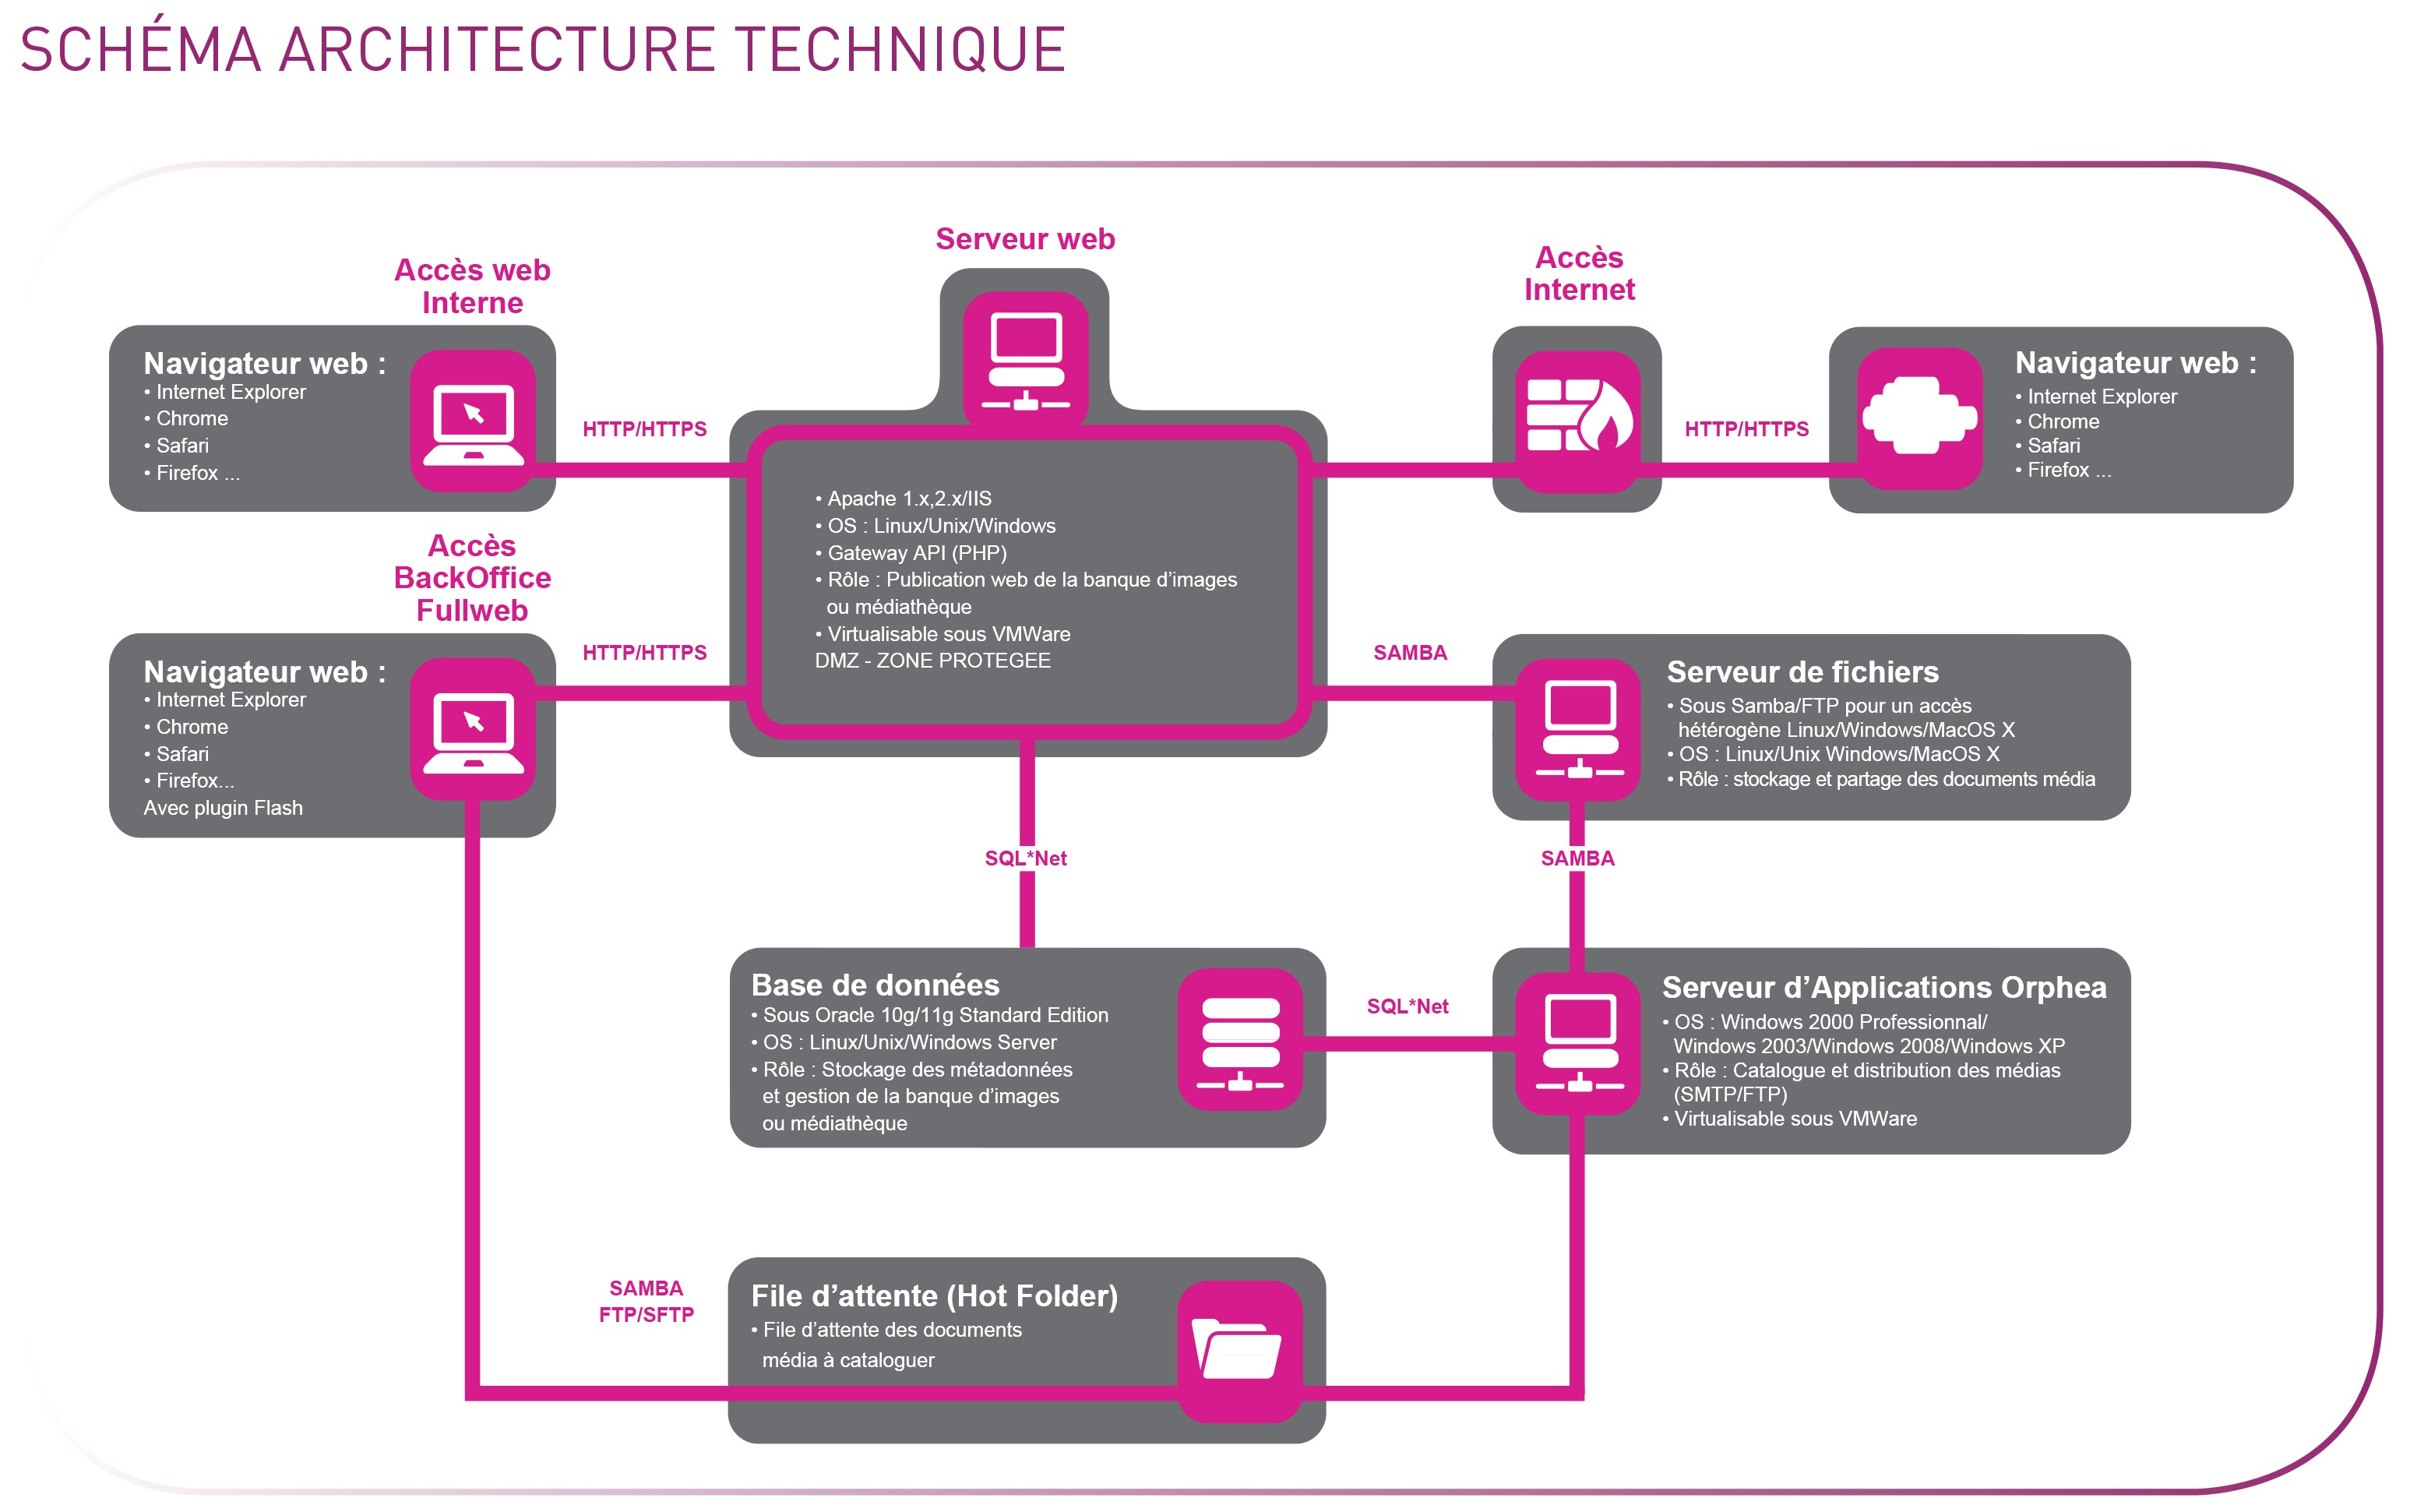 SCHÉMA ARCHITECTURE TECHNIQUE
Serveur web
Accès web
Interne
Navigateur web :
• Internet Explorer
• Chrome
• Safari
• Firefox ...
HTTP/HTTPS
Accès
Internet
HTTP/HTTPS
Navigateur web :
• Internet Explorer
• Chrome
• Safari
• Firefox ...
• Apache 1.x,2.x/IIS
• OS : Linux/Unix/Windows
• Gateway API (PHP)
• Rôle : Publication web de la banque d’images
ou médiathèque
• Virtualisable sous VMWare
DMZ - ZONE PROTEGEE
Accès
BackOffice
Fullweb
Navigateur web :
• Internet Explorer
• Chrome
• Safari
• Firefox...
Avec plugin Flash
HTTP/HTTPS
SAMBA
Serveur de fichiers
• Sous Samba/FTP pour un accès
hétérogène Linux/Windows/MacOS X
• OS : Linux/Unix Windows/MacOS X
• Rôle : stockage et partage des documents média
SQL*Net
SAMBA
Base de données
• Sous Oracle 10g/11g Standard Edition
• OS : Linux/Unix/Windows Server
• Rôle : Stockage des métadonnées
et gestion de la banque d’images
ou médiathèque
SQL*Net
Serveur d’Applications Orphea
• OS : Windows 2000 Professionnal/
Windows 2003/Windows 2008/Windows XP
• Rôle : Catalogue et distribution des médias
(SMTP/FTP)
• Virtualisable sous VMWare
SAMBA
FTP/SFTP
File d’attente (Hot Folder)
• File d’attente des documents
média à cataloguer